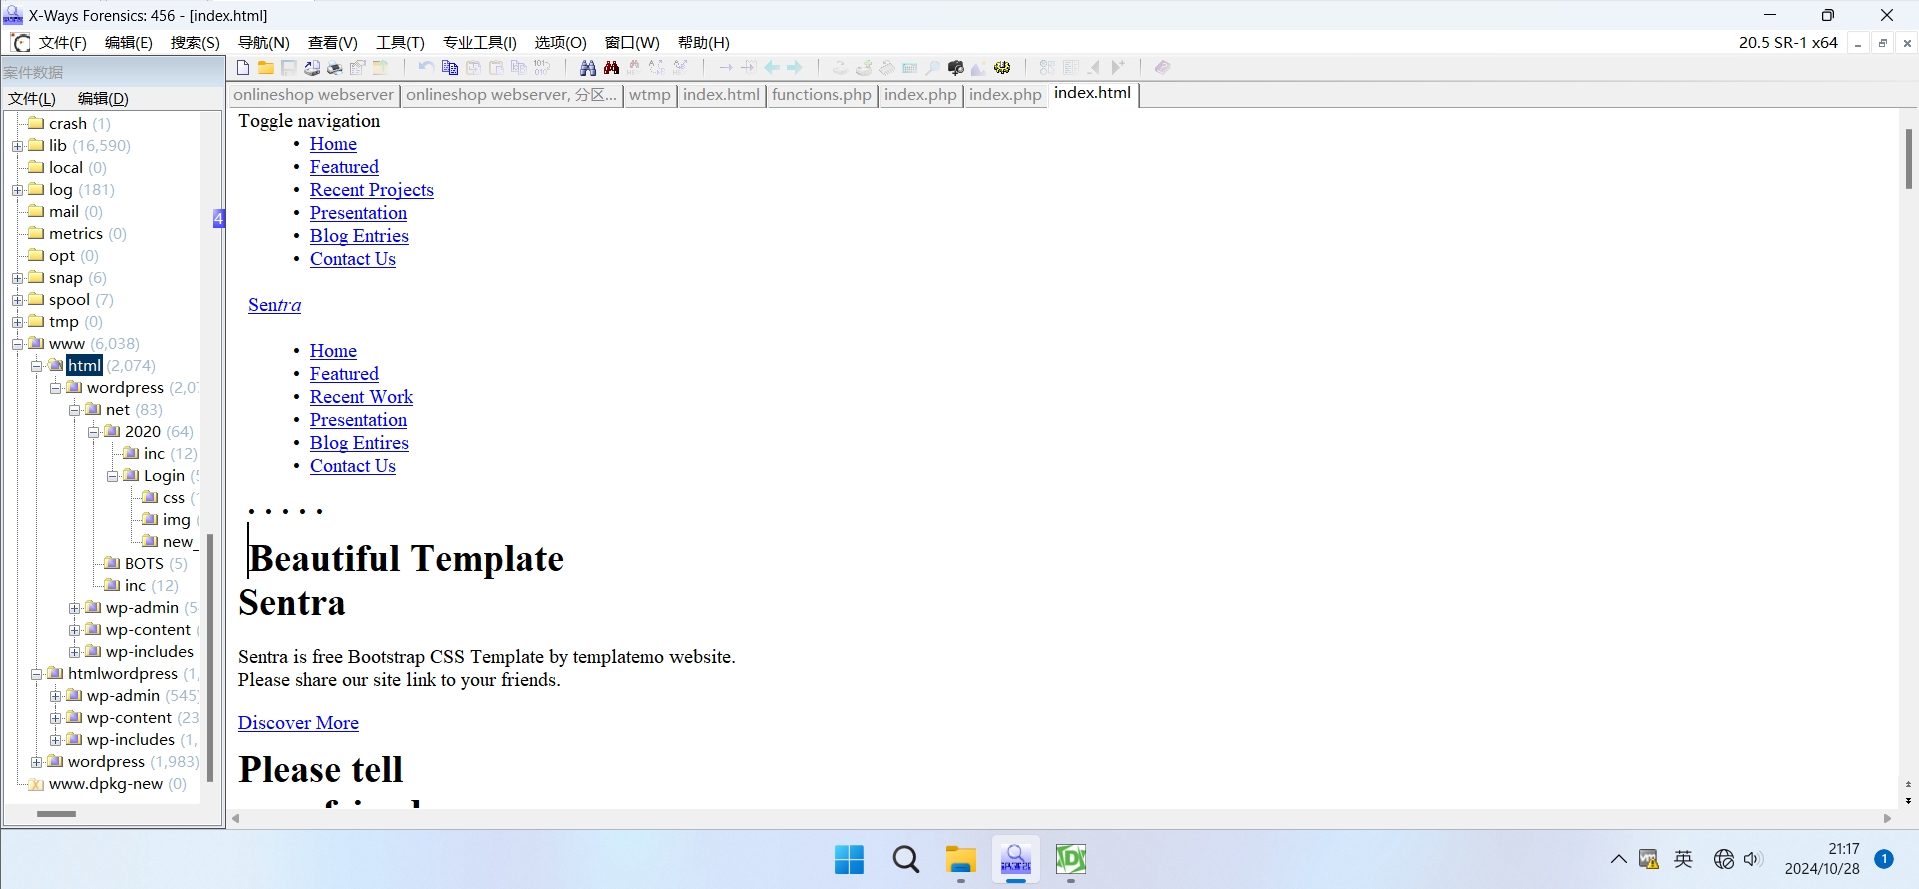 X-Ways Forensics: 456 - [index.html]
文件(F) 编辑(E) 搜索(S) 导航(N) 查看(V) 工具(T) 专业工具(I) 选项(O) 窗口(W) 帮助(H) 20.5 SR-1 x64
案件数据
文件(L) 编辑(D)
onlineshop webserver onlineshop webserver, 分区... wtmp index.html functions.php index.php index.php index.html
crash (1)
lib (16,590)
local (0)
log (181)
mail (0)
metrics (0)
opt (0)
snap (6)
spool (7)
tmp (0)
www (6,038)
html (2,074)
wordpress (2,07
net (83)
2020 (64)
inc (12)
Login (5
css (1
img (
new_
BOTS (5)
inc (12)
wp-admin (54
wp-content (
wp-includes
htmlwordpress (1,
wp-admin (545)
wp-content (23
wp-includes (1,
wordpress (1,983)
www.dpkg-new (0)
4
Toggle navigation
• Home
• Featured
• Recent Projects
• Presentation
• Blog Entries
• Contact Us
Sentra
• Home
• Featured
• Recent Work
• Presentation
• Blog Entires
• Contact Us
• • • • •
Beautiful Template
Sentra
Sentra is free Bootstrap CSS Template by templatemo website.
Please share our site link to your friends.
Discover More
Please tell
英
21:17
2024/10/28
1